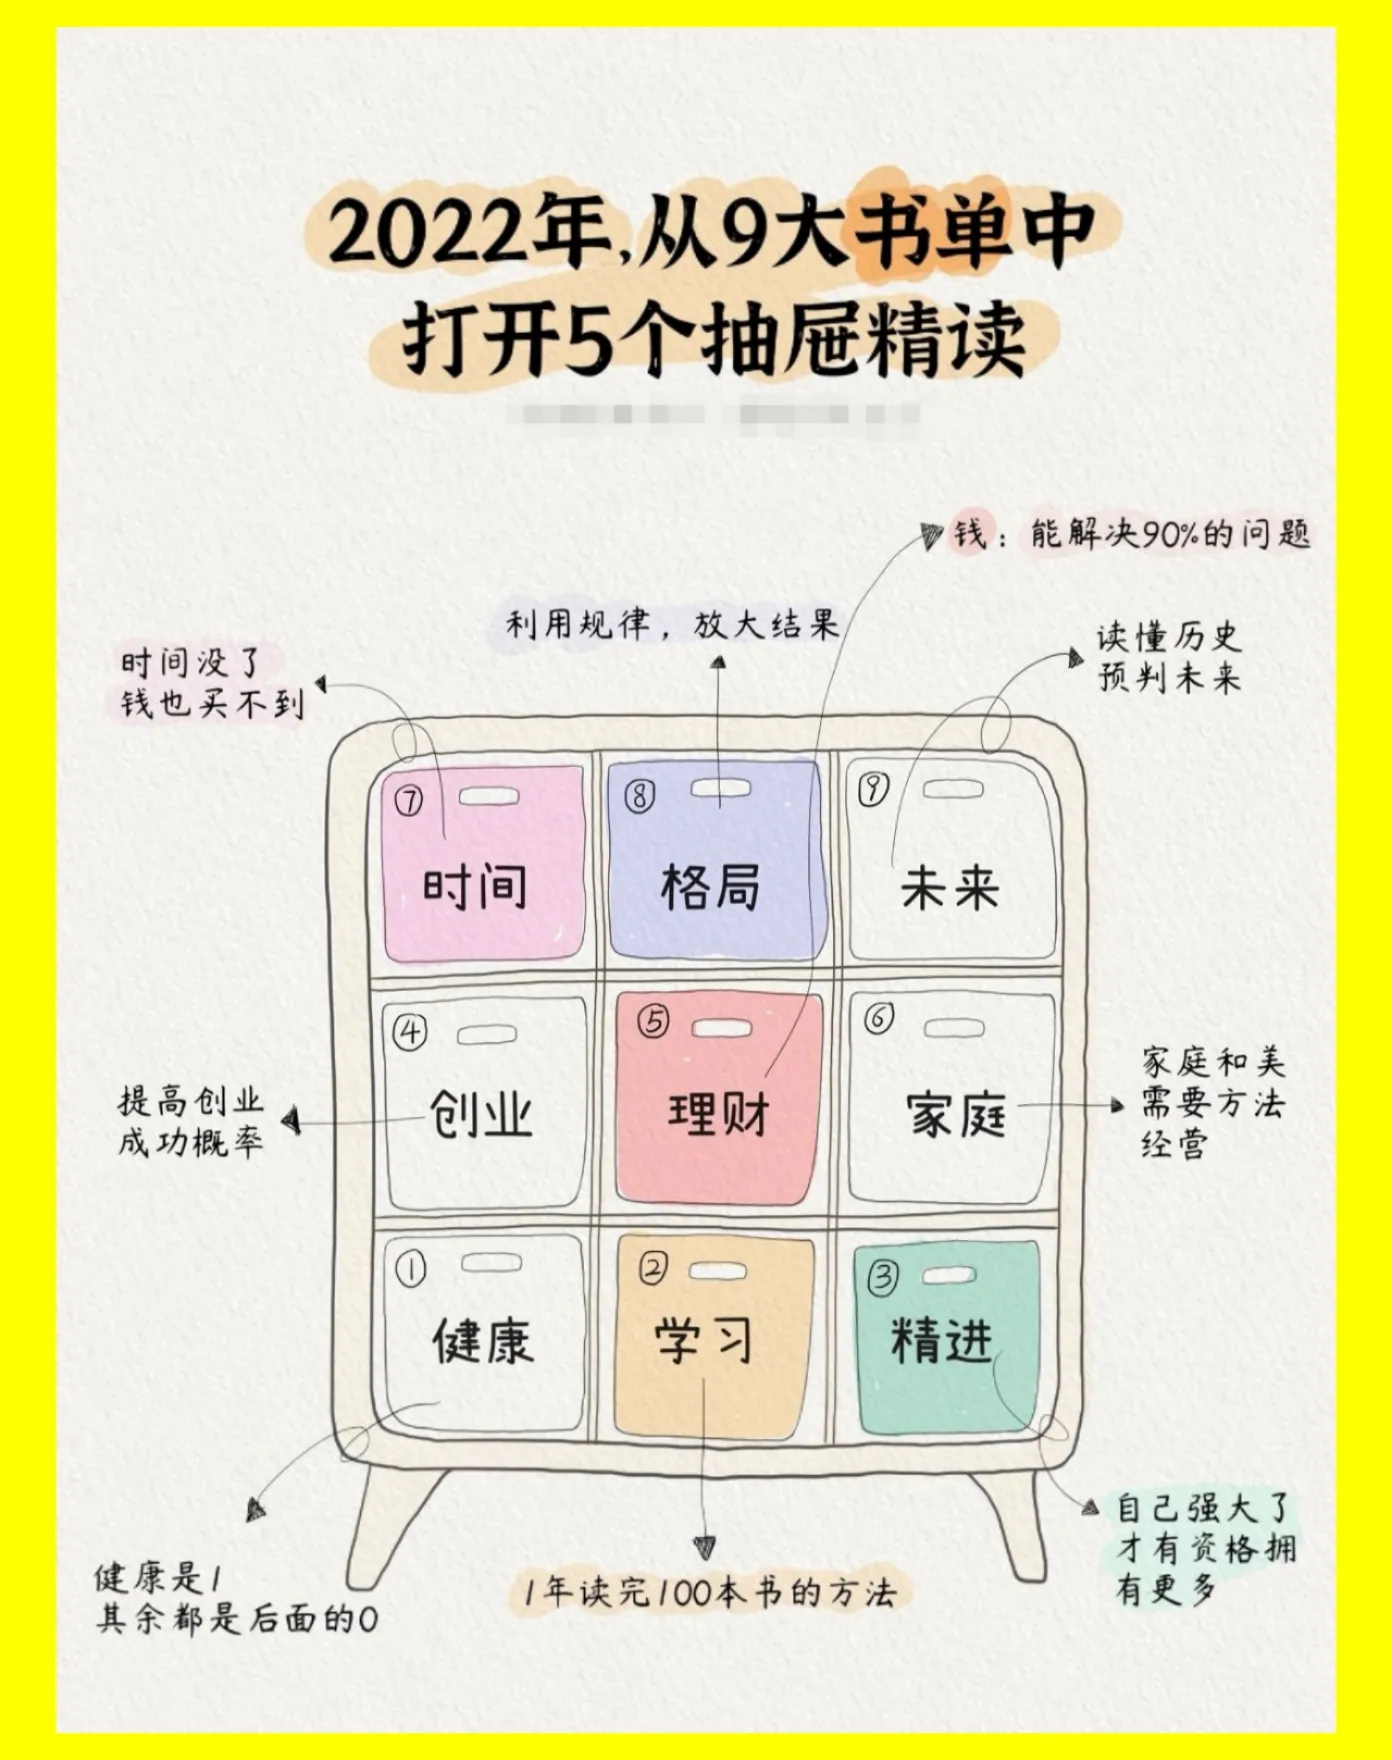 2022年,从9大书单中
打开5个抽屉精读
钱：能解决90%的问题
利用规律，放大结果
读懂历史
预判未来
时间没了
钱也买不到
⑦
时间
⑧
格局
⑨
未来
④
创业
⑤
理财
⑥
家庭
提高创业
成功概率
家庭和美
需要方法
经营
①
健康
②
学习
③
精进
健康是1
其余都是后面的0
1年读完100本书的方法
自己强大了
才有资格拥
有更多